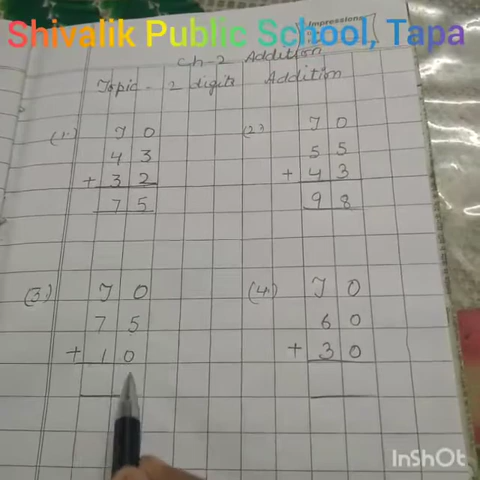 Shivalik Public School, Tapa
Impressions
Ch-2 Addition
Topic - 2 digits Addition
(1.) T O (2.) T O
4 3 5 5
+ 3 2 + 4 3
7 5 9 8
(3.) T O (4.) T O
7 5 6 0
+ 1 0 + 3 0
InShOt